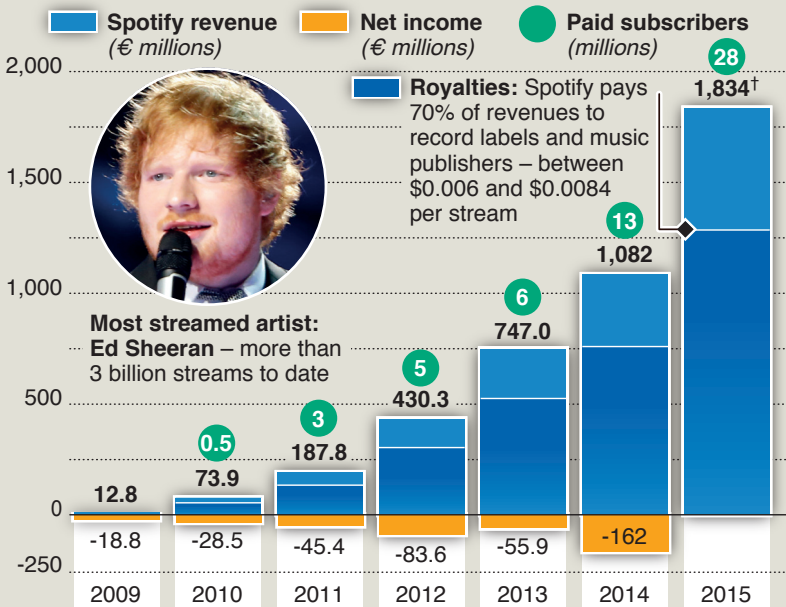 Spotify revenue
(€ millions)
Net income
(€ millions)
Paid subscribers
(millions)
2,000
1,500
1,000
500
0
-250
Royalties: Spotify pays
70% of revenues to
record labels and music
publishers – between
$0.006 and $0.0084
per stream
Most streamed artist:
Ed Sheeran – more than
3 billion streams to date
12.8
-18.8
2009
0.5
73.9
-28.5
2010
3
187.8
-45.4
2011
5
430.3
-83.6
2012
6
747.0
-55.9
2013
13
1,082
-162
2014
28
1,834†
2015